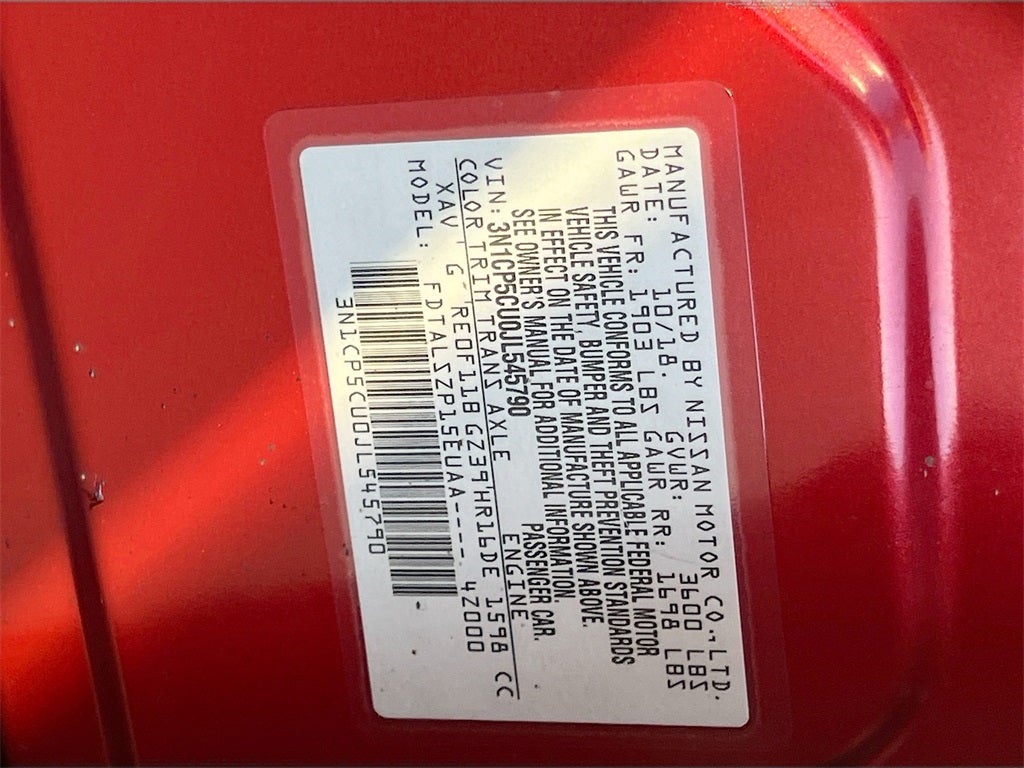 MANUFACTURED BY NISSAN MOTOR CO.,LTD.
DATE: 10/18. GVWR: 3600 LBS
GAWR FR: 1903 LBS GAWR RR: 1698 LBS
THIS VEHICLE CONFORMS TO ALL APPLICABLE FEDERAL MOTOR
VEHICLE SAFETY, BUMPER AND THEFT PREVENTION STANDARDS
IN EFFECT ON THE DATE OF MANUFACTURE SHOWN ABOVE.
SEE OWNER'S MANUAL FOR ADDITIONAL INFORMATION.
VIN: 3N1CP5CU0JL545790 PASSENGER CAR.
COLOR TRIM TRANS AXLE ENGINE
XAV G RE0F11B GZ39HR16DE 1598 CC
MODEL: FDTALSZP15EUAA---- 4Z000
3N1CP5CU0JL545790